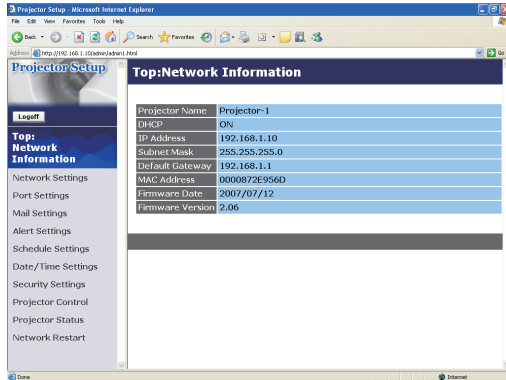 Projector Setup - Microsoft Internet Explorer
File Edit View Favorites Tools Help
Back Search Favorites
Address http://192.168.1.10/admin/admin1.html Go
Projector Setup
Logoff
Top:
Network
Information
Network Settings
Port Settings
Mail Settings
Alert Settings
Schedule Settings
Date/Time Settings
Security Settings
Projector Control
Projector Status
Network Restart
Top:Network Information
Projector Name Projector-1
DHCP ON
IP Address 192.168.1.10
Subnet Mask 255.255.255.0
Default Gateway 192.168.1.1
MAC Address 0000872E956D
Firmware Date 2007/07/12
Firmware Version 2.06
Done Internet